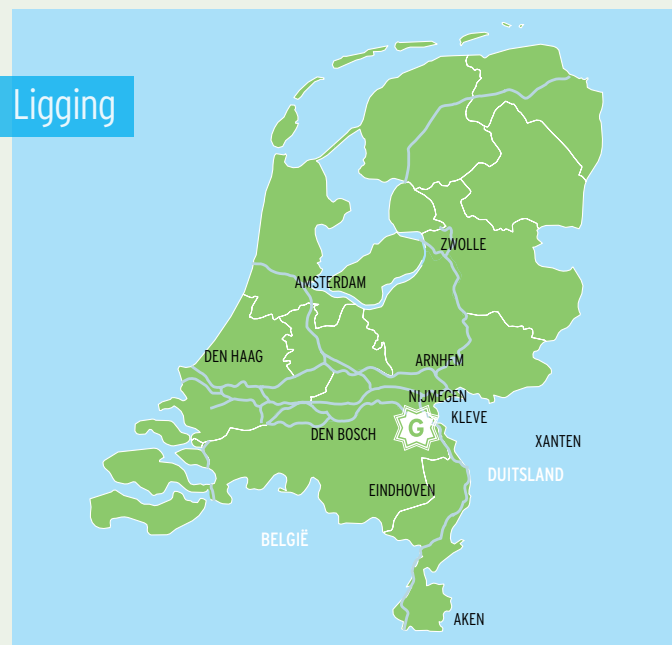 Ligging
ZWOLLE
AMSTERDAM
DEN HAAG
ARNHEM
NIJMEGEN
KLEVE
G
DEN BOSCH
XANTEN
DUITSLAND
EINDHOVEN
BELGIË
AKEN